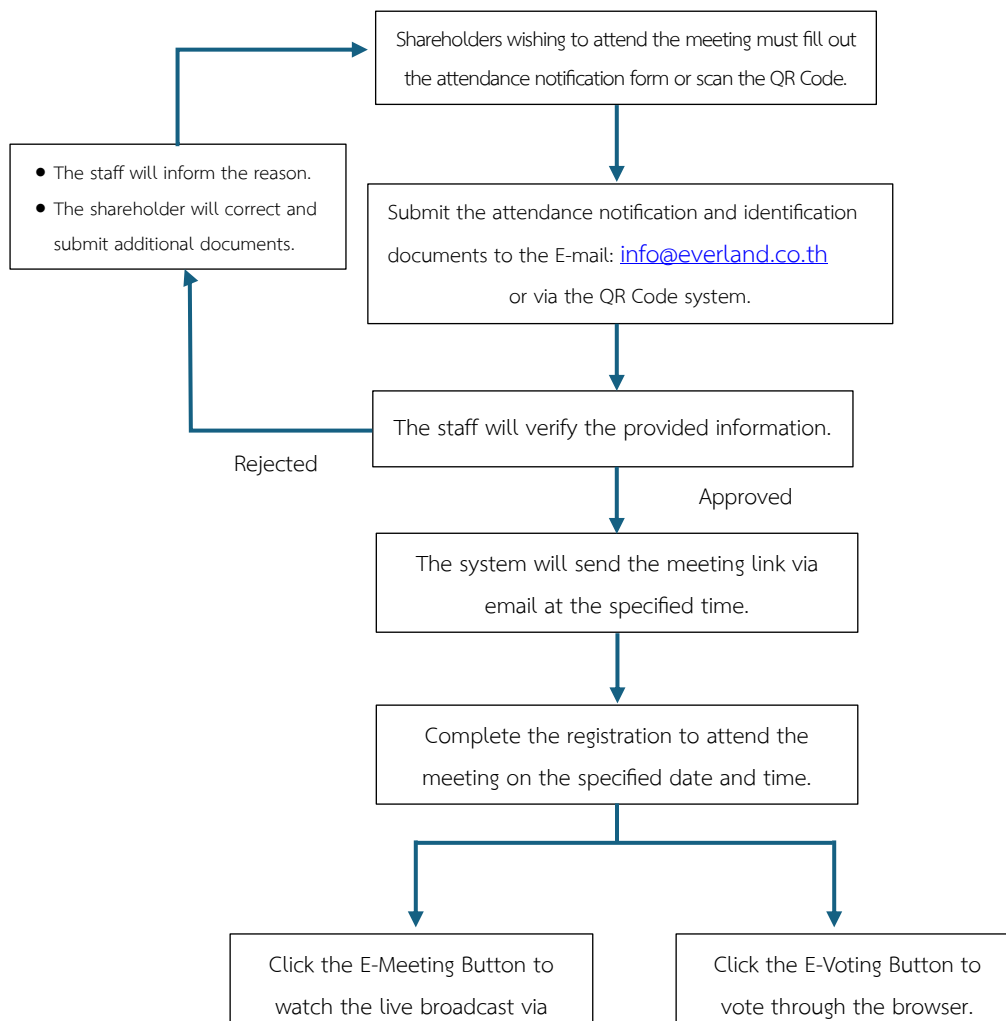 Shareholders wishing to attend the meeting must fill out
the attendance notification form or scan the QR Code.
● The staff will inform the reason.
● The shareholder will correct and
submit additional documents.
Submit the attendance notification and identification
documents to the E-mail: info@everland.co.th
or via the QR Code system.
The staff will verify the provided information.
Rejected
Approved
The system will send the meeting link via
email at the specified time.
Complete the registration to attend the
meeting on the specified date and time.
Click the E-Meeting Button to
watch the live broadcast via
Click the E-Voting Button to
vote through the browser.